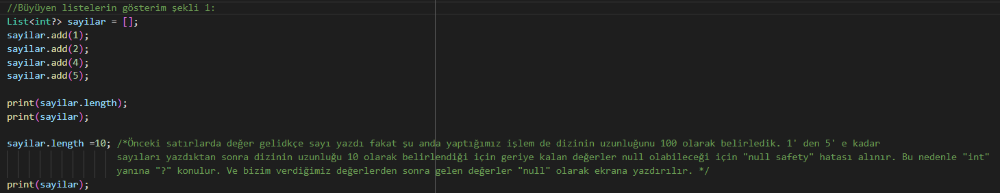 //Büyüyen listelerin gösterim şekli 1:
List<int?> sayilar = [];
sayilar.add(1);
sayilar.add(2);
sayilar.add(4);
sayilar.add(5);
print(sayilar.length);
print(sayilar);
sayilar.length =10; /*Önceki satırlarda değer gelidkçe sayı yazdı fakat şu anda yaptığımız işlem de dizinin uzunluğunu 100 olarak belirledik. 1' den 5' e kadar
sayıları yazdıktan sonra dizinin uzunluğu 10 olarak belirlendiği için geriye kalan değerler null olabileceği için "null safety" hatası alınır. Bu nedenle "int"
yanına "?" konulur. Ve bizim verdiğimiz değerlerden sonra gelen değerler "null" olarak ekrana yazdırılır. */
print(sayilar);